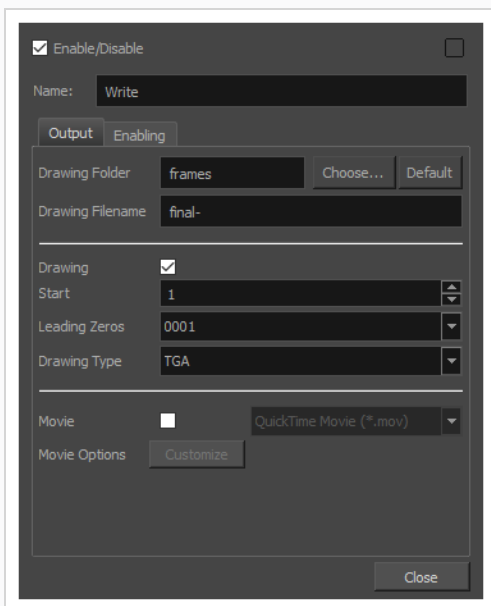 Enable/Disable
Name: Write
Output Enabling
Drawing Folder frames Choose... Default
Drawing Filename final-
Drawing
Start 1
Leading Zeros 0001
Drawing Type TGA
Movie QuickTime Movie (*.mov)
Movie Options Customize
Close